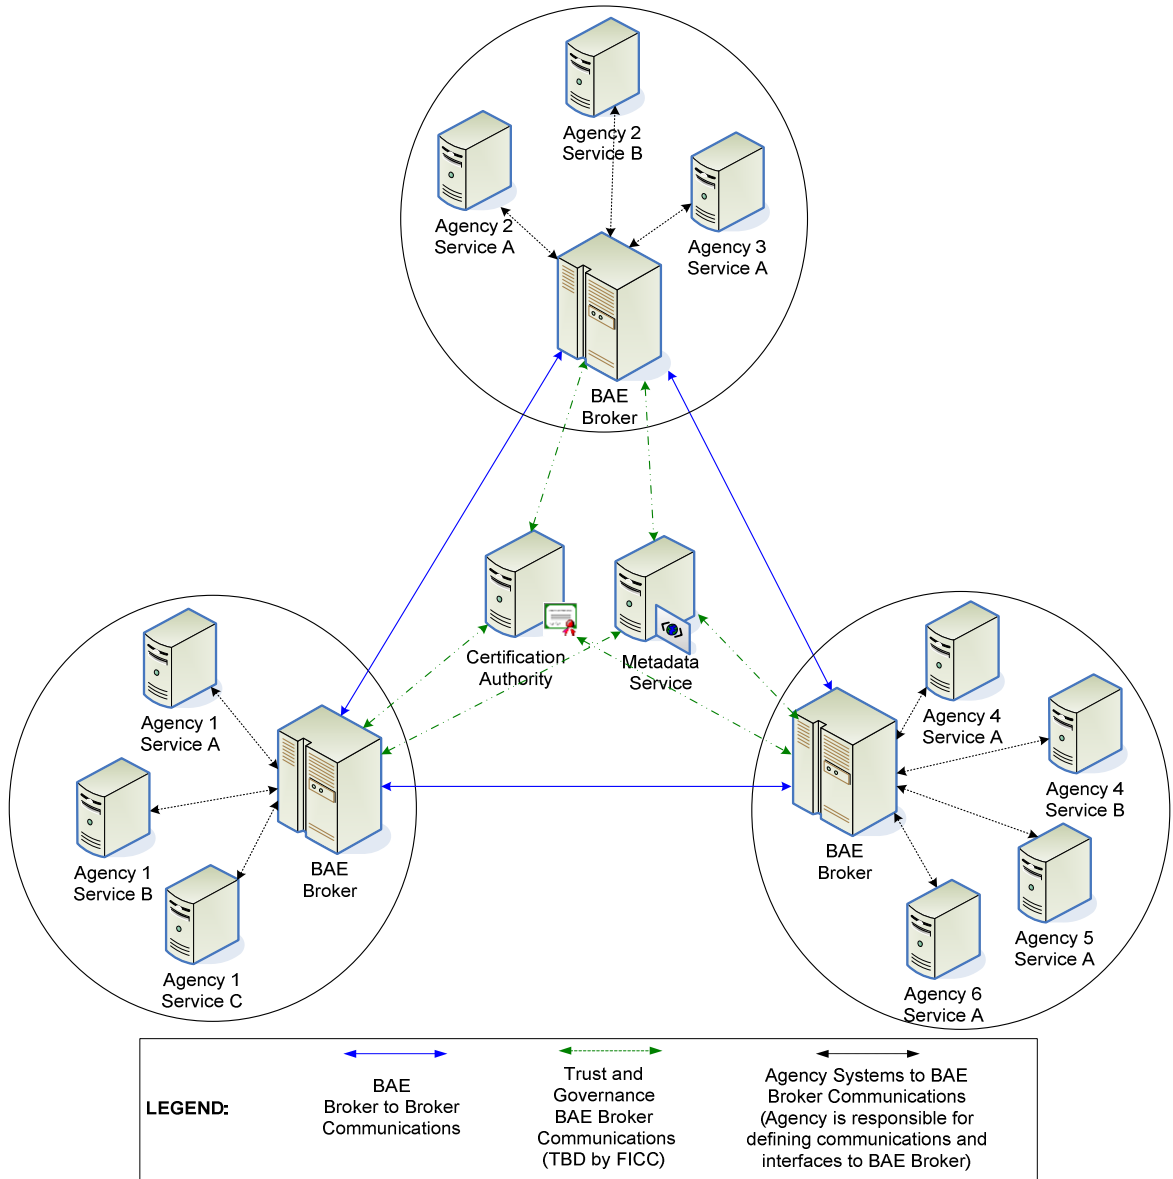 Agency 2
Service B
Agency 2
Service A
Agency 3
Service A
BAE
Broker
Certification
Authority
Metadata
Service
Agency 1
Service A
Agency 1
Service B
Agency 1
Service C
BAE
Broker
BAE
Broker
Agency 4
Service A
Agency 4
Service B
Agency 5
Service A
Agency 6
Service A
LEGEND:
BAE
Broker to Broker
Communications
Trust and
Governance
BAE Broker
Communications
(TBD by FICC)
Agency Systems to BAE
Broker Communications
(Agency is responsible for
defining communications and
interfaces to BAE Broker)